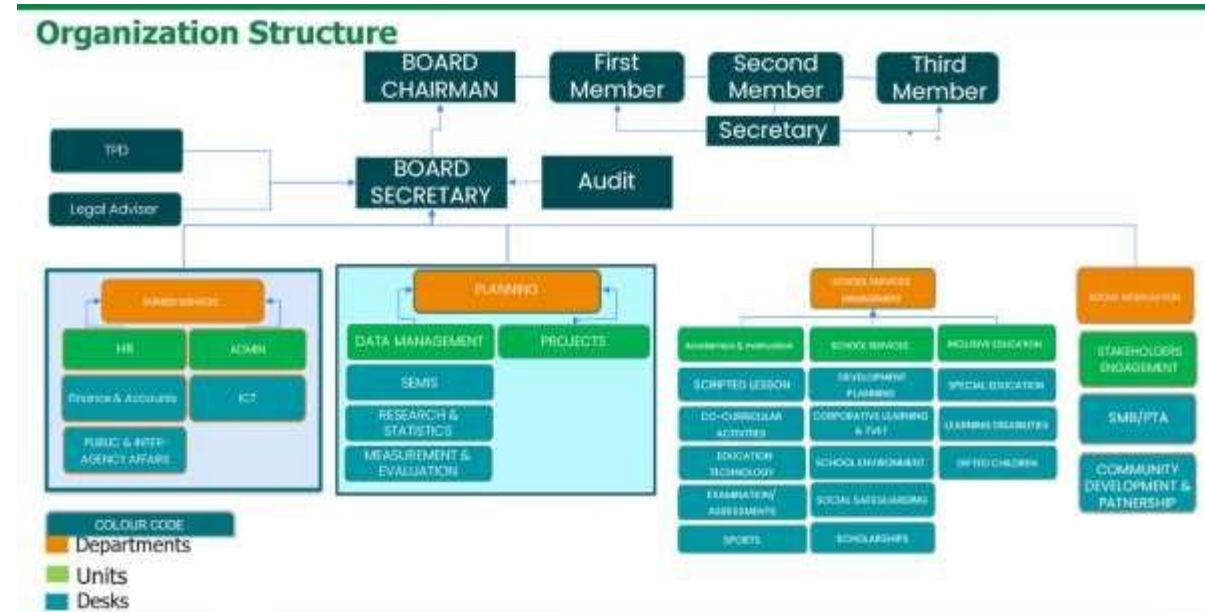 Organization Structure
BOARD
CHAIRMAN
First
Member
Second
Member
Third
Member
Secretary
TPD
Legal Adviser
BOARD
SECRETARY
Audit
PLANNING
SCHOOL SERVICES
MANAGEMENT
SOCIAL MOBILIZATION
HR
ADMIN
DATA MANAGEMENT
PROJECTS
SCHOOL SERVICES
INCLUSIVE EDUCATION
STAKEHOLDERS
ENGAGEMENT
Finance & Accounts
ICT
SEMIS
SCRIPTED LESSON
DEVELOPMENT
PLANNING
SPECIAL EDUCATION
SMB/PTA
PUBLIC & INTER-
AGENCY AFFAIRS
RESEARCH &
STATISTICS
CO-CURRICULAR
ACTIVITIES
CORPORATIVE LEARNING
& TVET
LEARNING DISABILITIES
MEASUREMENT &
EVALUATION
EDUCATION
TECHNOLOGY
SCHOOL ENVIRONMENT
GIFTED CHILDREN
COMMUNITY
DEVELOPMENT &
PATNERSHIP
EXAMINATION/
ASSESSMENTS
SOCIAL SAFEGUARDING
SPORTS
SCHOLARSHIPS
COLOUR CODE
Departments
Units
Desks